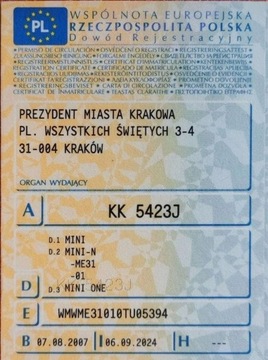 WSPÓLNOTA EUROPEJSKA
PL
RZECZPOSPOLITA POLSKA
Dowód Rejestracyjny
PREZYDENT MIASTA KRAKOWA
PL. WSZYSTKICH ŚWIĘTYCH 3-4
31-004 KRAKÓW
ORGAN WYDAJĄCY
A KK 5423J
D.1 MINI
D.2 MINI-N
-ME31
-01
D
D.3 MINI ONE
E WMWME31010TU05394
B 07.08.2007 I 06.09.2024 H ---